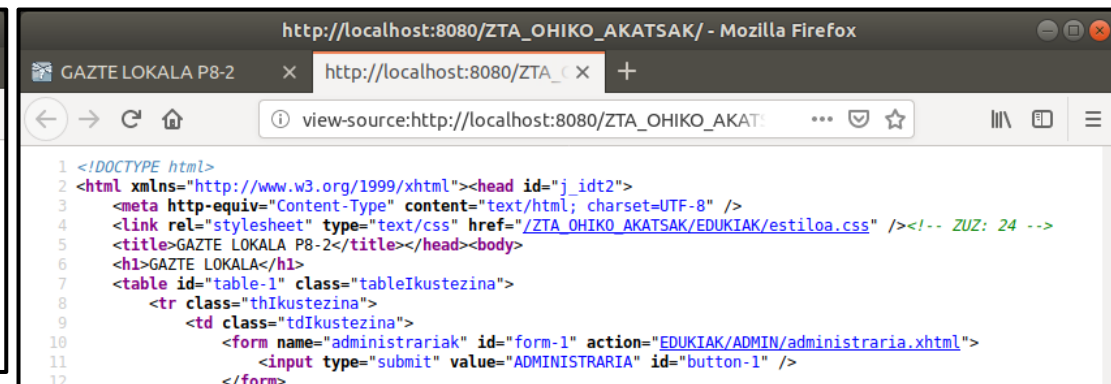 http://localhost:8080/ZTA_OHIKO_AKATSAK/ - Mozilla Firefox
GAZTE LOKALA P8-2
http://localhost:8080/ZTA_
view-source:http://localhost:8080/ZTA_OHIKO_AKATS
1 <!DOCTYPE html>
2 <html xmlns="http://www.w3.org/1999/xhtml"><head id="j_idt2">
3 <meta http-equiv="Content-Type" content="text/html; charset=UTF-8" />
4 <link rel="stylesheet" type="text/css" href="/ZTA_OHIKO_AKATSAK/EDUKIAK/estiloa.css" /><!-- ZUZ: 24 -->
5 <title>GAZTE LOKALA P8-2</title></head><body>
6 <h1>GAZTE LOKALA</h1>
7 <table id="table-1" class="tableIkustezina">
8 <tr class="thIkustezina">
9 <td class="tdIkustezina">
10 <form name="administrariak" id="form-1" action="EDUKIAK/ADMIN/administraria.xhtml">
11 <input type="submit" value="ADMINISTRARIA" id="button-1" />
12 </form>